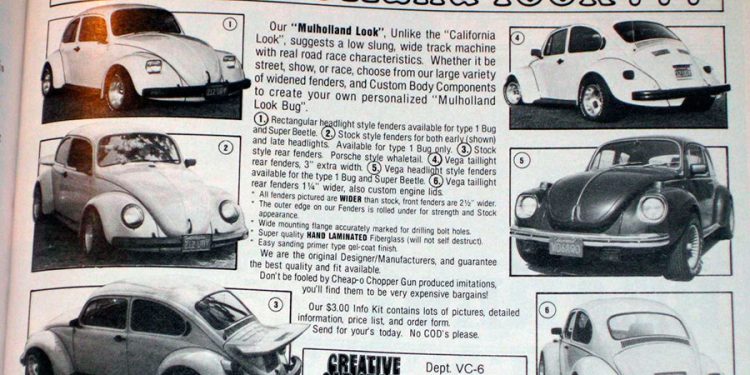 Our "Mulholland Look", Unlike the "California
Look", suggests a low slung, wide track machine
with real road race characteristics. Whether it be
street, show, or race, choose from our large variety
of widened fenders, and Custom Body Components
to create your own personalized "Mulholland
Look Bug".
1. Rectangular headlight style fenders available for type 1 Bug
and Super Beetle. 2. Stock style fenders for both early (shown)
and late headlights. Available for type 1 Bug only. 3. Stock
style rear fenders. Porsche style whaletail. 4. Vega taillight
rear fenders, 3" extra width. 5. Vega headlight style fenders
available for the type 1 Bug and Super Beetle. 6. Vega taillight
rear fenders 1¼" wider, also custom engine lids.
* All fenders pictured are WIDER than stock, front fenders are 2½" wider.
* The outer edge on our Fenders is rolled under for strength and Stock
appearance.
* Wide mounting flange accurately marked for drilling bolt holes.
* Super quality HAND LAMINATED Fiberglass (will not self destruct).
* Easy sanding primer type gel-coat finish.
We are the original Designer/Manufacturers, and guarantee
the best quality and fit available.
Don't be fooled by Cheap-o Chopper Gun produced imitations,
you'll find them to be very expensive bargains!
Our $3.00 Info Kit contains lots of pictures, detailed
information, price list, and order form.
Send for your's today. No COD's please.
CREATIVE
Dept. VC-6
1
2
3
4
5
6